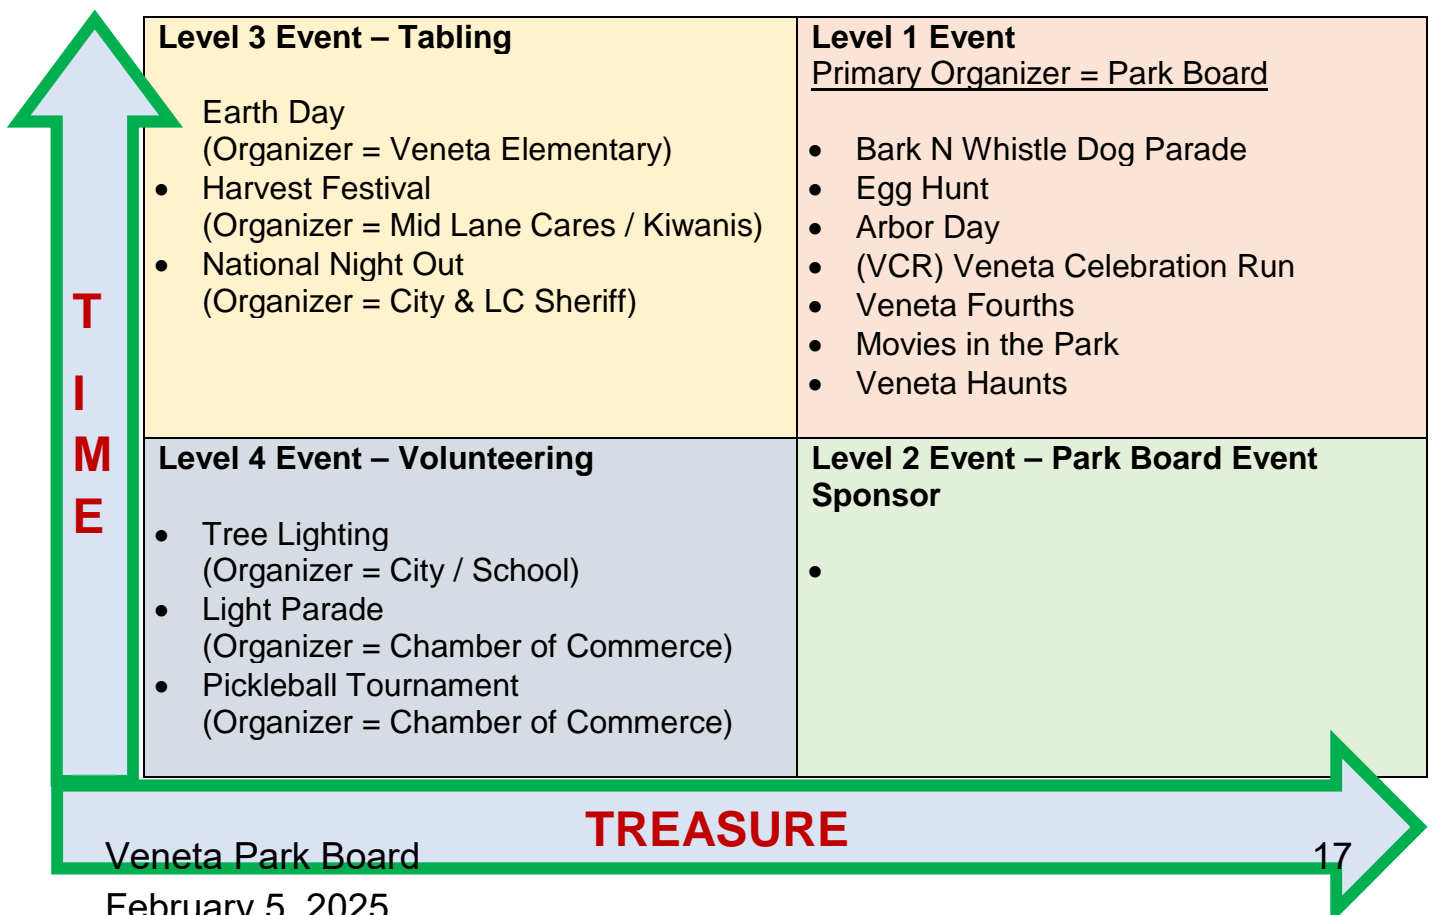 Level 3 Event – Tabling
Earth Day
(Organizer = Veneta Elementary)
• Harvest Festival
(Organizer = Mid Lane Cares / Kiwanis)
• National Night Out
(Organizer = City & LC Sheriff)
Level 1 Event
Primary Organizer = Park Board
• Bark N Whistle Dog Parade
• Egg Hunt
• Arbor Day
• (VCR) Veneta Celebration Run
• Veneta Fourths
• Movies in the Park
• Veneta Haunts
T
I
M
E
Level 4 Event – Volunteering
• Tree Lighting
(Organizer = City / School)
• Light Parade
(Organizer = Chamber of Commerce)
• Pickleball Tournament
(Organizer = Chamber of Commerce)
Level 2 Event – Park Board Event
Sponsor
•
TREASURE
Veneta Park Board
17
February 5, 2025